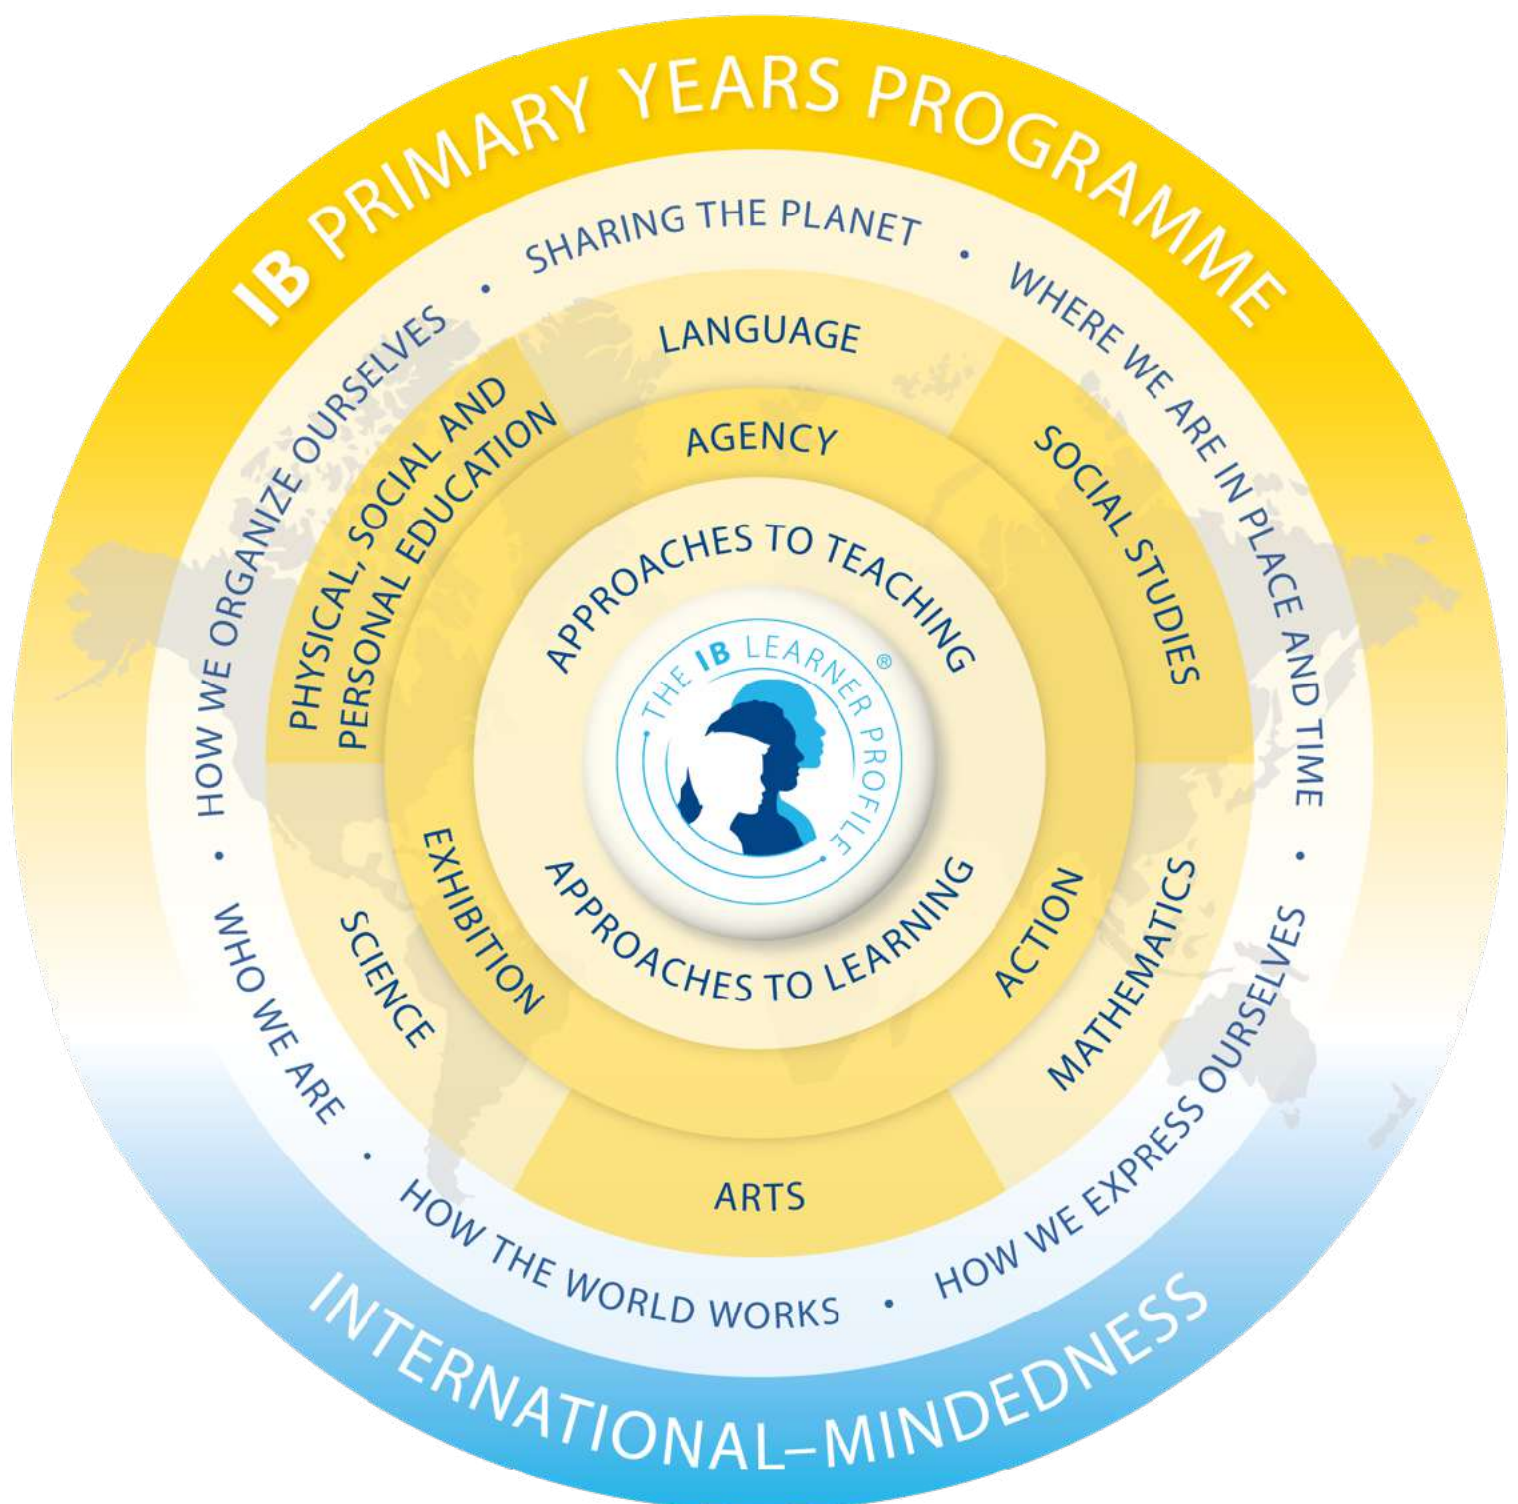 IB PRIMARY YEARS PROGRAMME
SHARING THE PLANET
•
WHERE WE ARE IN PLACE AND TIME
•
HOW WE EXPRESS OURSELVES
•
HOW THE WORLD WORKS
•
WHO WE ARE
•
HOW WE ORGANIZE OURSELVES
•
LANGUAGE
SOCIAL STUDIES
MATHEMATICS
ARTS
SCIENCE
PHYSICAL, SOCIAL AND
PERSONAL EDUCATION
AGENCY
ACTION
EXHIBITION
APPROACHES TO TEACHING
APPROACHES TO LEARNING
THE IB LEARNER PROFILE
®
INTERNATIONAL–MINDEDNESS